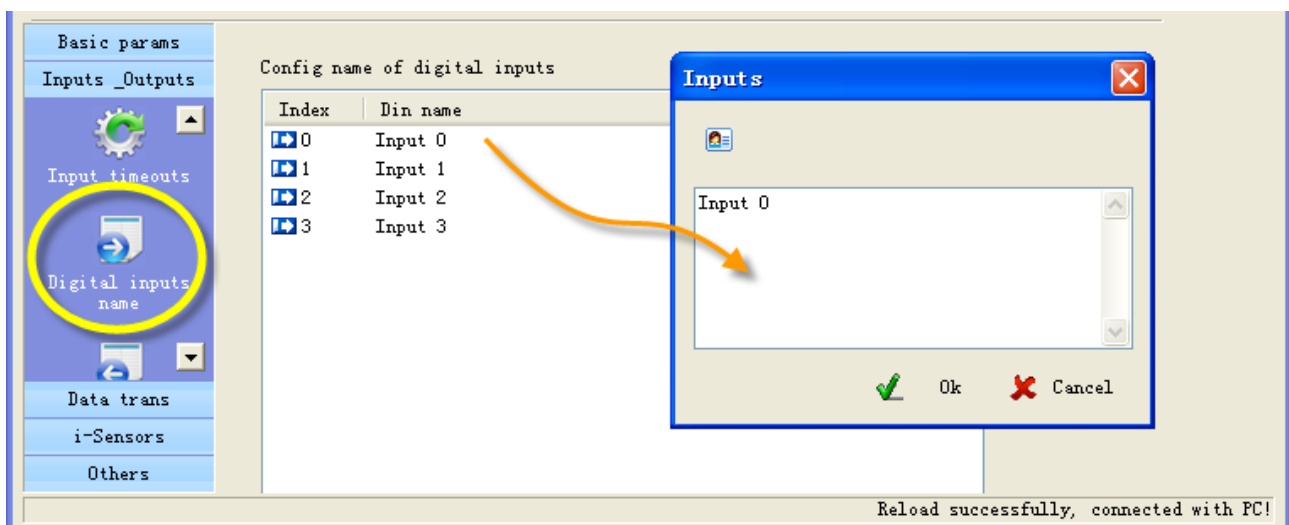 Basic params
Inputs _Outputs
Input timeouts
Digital inputs
name
Data trans
i-Sensors
Others
Config name of digital inputs
Index Din name
0 Input 0
1 Input 1
2 Input 2
3 Input 3
Inputs
Input 0
Ok Cancel
Reload successfully, connected with PC!